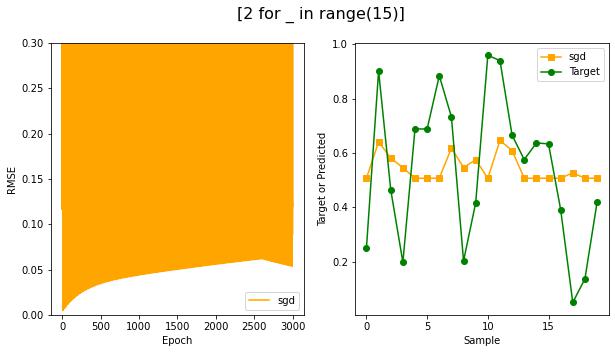 [2 for _ in range(15)]
0.30
0.25
0.20
0.15
0.10
0.05
0.00
RMSE
0 500 1000 1500 2000 2500 3000
Epoch
sgd
1.0
0.8
0.6
0.4
0.2
Target or Predicted
0 5 10 15
Sample
sgd
Target